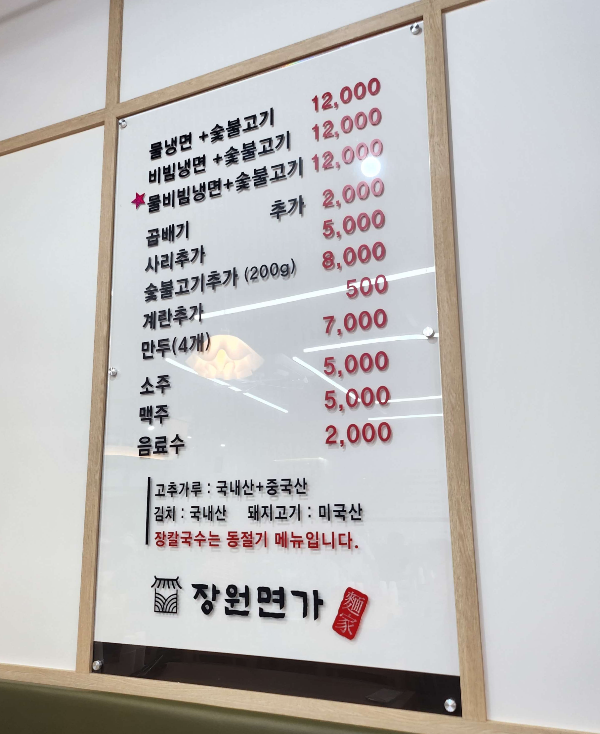 물냉면 +숯불고기 12,000
비빔냉면 +숯불고기 12,000
물비빔냉면+숯불고기 12,000
곱배기 추가 2,000
사리추가 5,000
숯불고기추가 (200g) 8,000
계란추가 500
만두(4개) 7,000
소주 5,000
맥주 5,000
음료수 2,000
고추가루 : 국내산+중국산
김치 : 국내산 돼지고기 : 미국산
장칼국수는 동절기 메뉴입니다.
장원면가 麵家